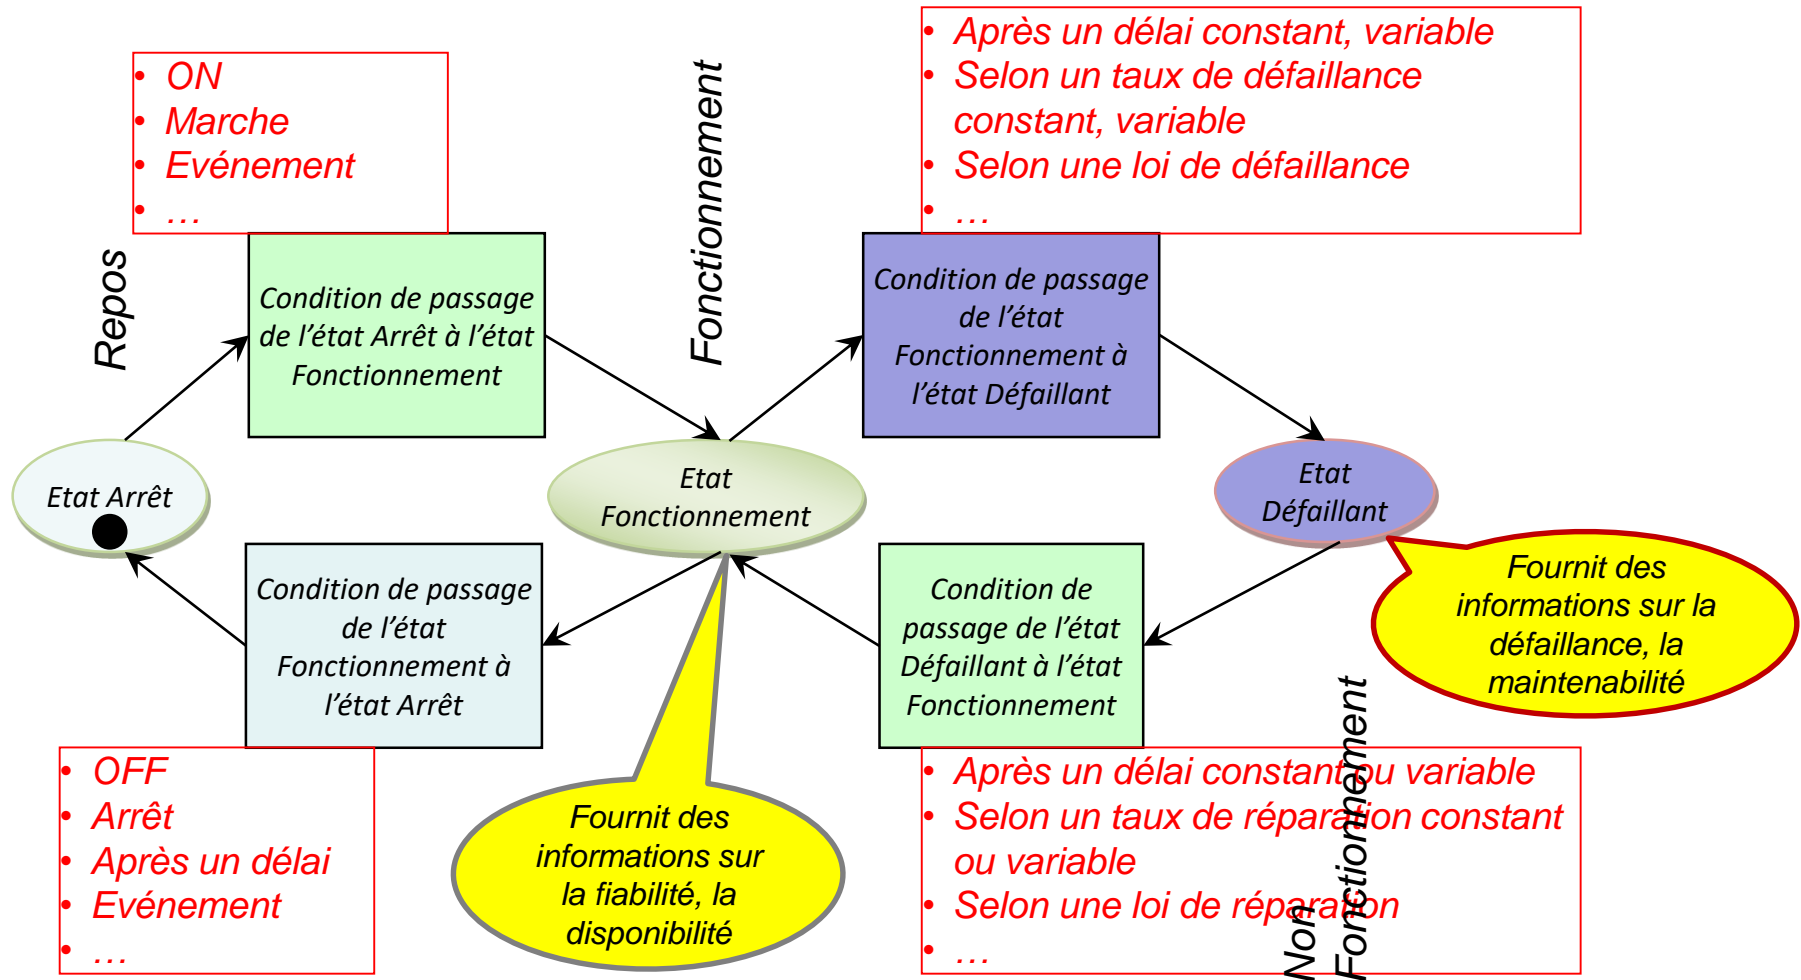 • ON
• Marche
• Evénement
• …
Repos
Fonctionnement
• Après un délai constant, variable
• Selon un taux de défaillance
constant, variable
• Selon une loi de défaillance
• …
Condition de passage
de l’état Arrêt à l’état
Fonctionnement
Condition de passage
de l’état
Fonctionnement à
l’état Défaillant
Etat Arrêt
Etat
Fonctionnement
Etat
Défaillant
Condition de passage
de l’état
Fonctionnement à
l’état Arrêt
Condition de
passage de l’état
Défaillant à l’état
Fonctionnement
Fournit des
informations sur la
défaillance, la
maintenabilité
• OFF
• Arrêt
• Après un délai
• Evénement
• …
Fournit des
informations sur
la fiabilité, la
disponibilité
• Après un délai constant ou variable
• Selon un taux de réparation constant
ou variable
• Selon une loi de réparation
• …
Non
Fonctionnement